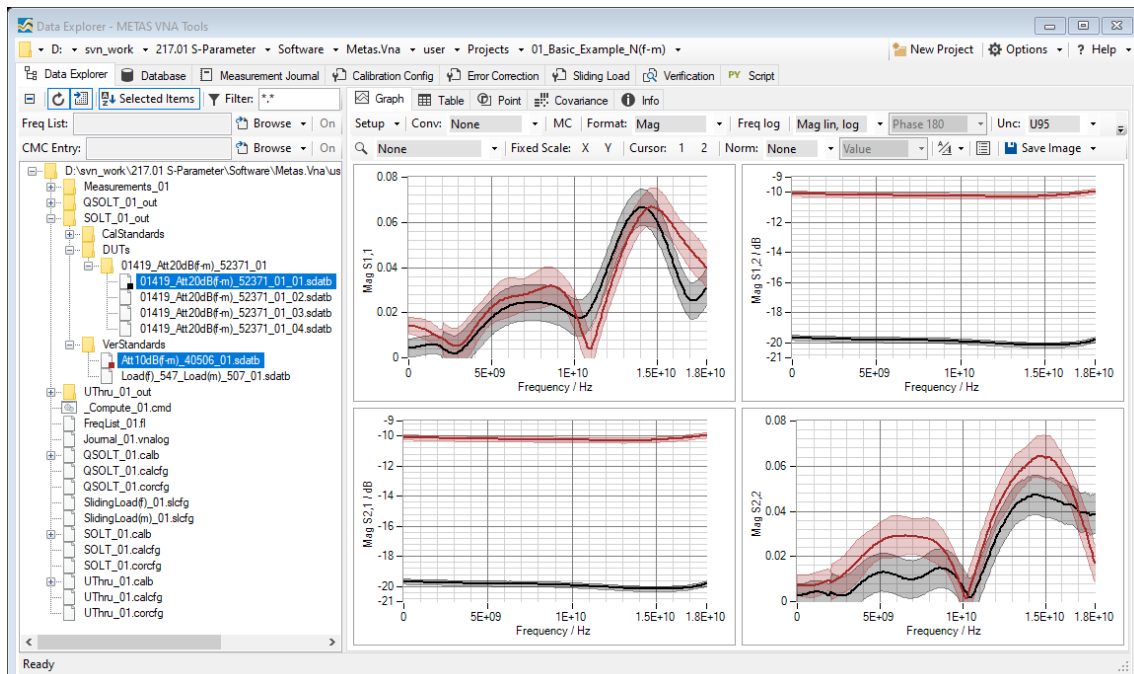 Data Explorer - METAS VNA Tools
D: svn_work 217.01 S-Parameter Software Metas.Vna user Projects 01_Basic_Example_N(f-m) New Project Options ? Help
Data Explorer Database Measurement Journal Calibration Config Error Correction Sliding Load Verification PY Script
Selected Items Filter: *.*
Freq List: Browse On
CMC Entry: Browse On
D:\svn_work\217.01 S-Parameter\Software\Metas.Vna\us
Measurements_01
QSOLT_01_out
SOLT_01_out
CalStandards
DUTs
01419_Att20dB(f-m)_52371_01
01419_Att20dB(f-m)_52371_01_01.sdatb
01419_Att20dB(f-m)_52371_01_02.sdatb
01419_Att20dB(f-m)_52371_01_03.sdatb
01419_Att20dB(f-m)_52371_01_04.sdatb
VerStandards
Att10dB(f-m)_40506_01.sdatb
Load(f)_547_Load(m)_507_01.sdatb
UThru_01_out
_Compute_01.cmd
FreqList_01.fl
Journal_01.vnalog
QSOLT_01.calb
QSOLT_01.calcfg
QSOLT_01.corcfg
SlidingLoad(f)_01.slcfg
SlidingLoad(m)_01.slcfg
SOLT_01.calb
SOLT_01.calcfg
SOLT_01.corcfg
UThru_01.calb
UThru_01.calcfg
UThru_01.corcfg
Graph Table Point Covariance Info
Setup Conv: None MC Format: Mag Freq log Mag lin, log Phase 180 Unc: U95
None Fixed Scale: X Y Cursor: 1 2 Norm: None Value Save Image
Mag S1,1
0.08
0.06
0.04
0.02
0
0 5E+09 1E+10 1.5E+10 1.8E+10
Frequency / Hz
Mag S1,2 / dB
-9
-10
-12
-14
-16
-18
-20
-21
0 5E+09 1E+10 1.5E+10 1.8E+10
Frequency / Hz
Mag S2,1 / dB
-9
-10
-12
-14
-16
-18
-20
-21
0 5E+09 1E+10 1.5E+10 1.8E+10
Frequency / Hz
Mag S2,2
0.08
0.06
0.04
0.02
0
0 5E+09 1E+10 1.5E+10 1.8E+10
Frequency / Hz
Ready